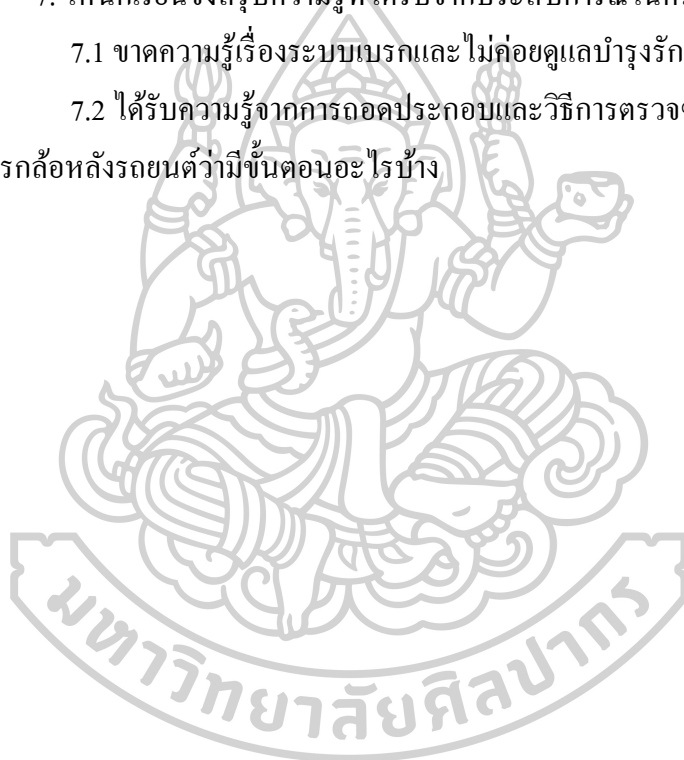 7.1 ขาดความรู้เรื่องระบบเบรกและไม่ค่อยดูแลบำรุงรัก
7.2 ได้รับความรู้จากการถอดประกอบและวิธีการตรวจ
รกล้อหลังรถยนต์ว่ามีขั้นตอนอะไรบ้าง
มหาวิทยาลัยศิลปากร